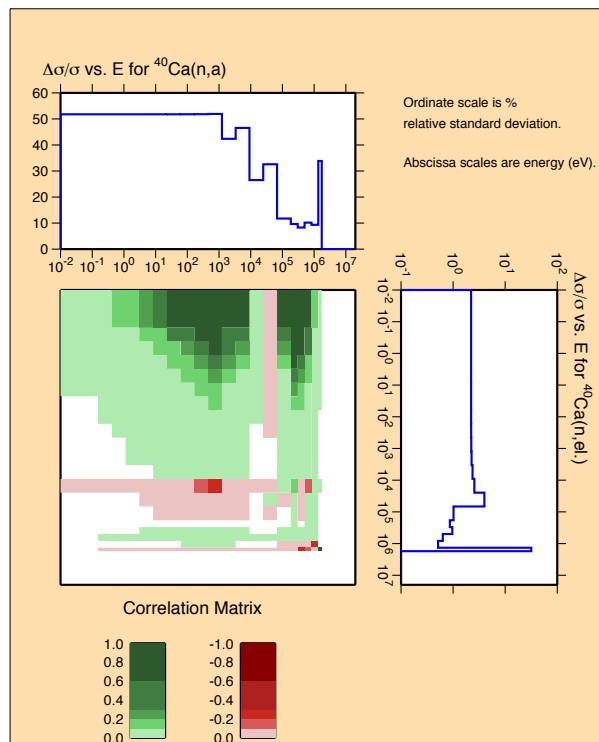 Δσ/σ vs. E for ⁴⁰Ca(n,a)
60
50
40
30
20
10
0
10⁻² 10⁻¹ 10⁰ 10¹ 10² 10³ 10⁴ 10⁵ 10⁶ 10⁷
Ordinate scale is %
relative standard deviation.
Abscissa scales are energy (eV).
10⁻¹ 10⁰ 10¹ 10²
Δσ/σ vs. E for ⁴⁰Ca(n,el.)
10⁻² 10⁻¹ 10⁰ 10¹ 10² 10³ 10⁴ 10⁵ 10⁶ 10⁷
Correlation Matrix
1.0
0.8
0.6
0.4
0.2
0.0
-1.0
-0.8
-0.6
-0.4
-0.2
0.0